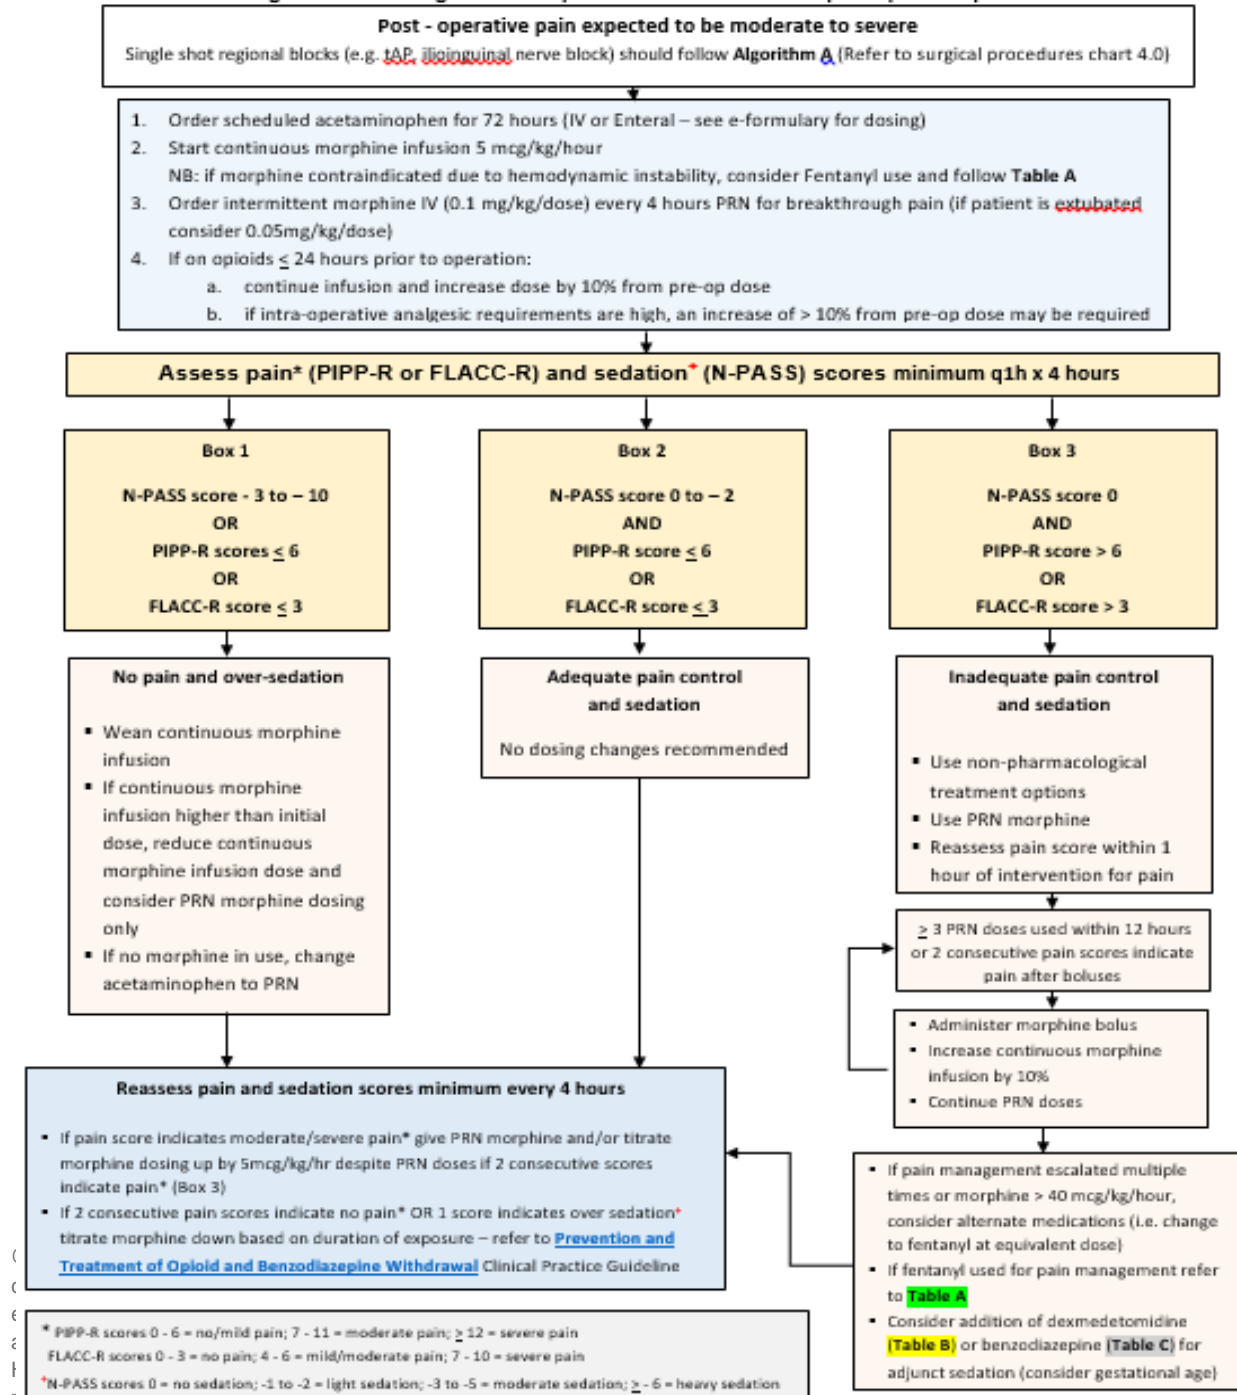 Post - operative pain expected to be moderate to severe
Single shot regional blocks (e.g. tAP, ilioinguinal nerve block) should follow Algorithm A (Refer to surgical procedures chart 4.0)
1. Order scheduled acetaminophen for 72 hours (IV or Enteral – see e-formulary for dosing)
2. Start continuous morphine infusion 5 mcg/kg/hour
NB: if morphine contraindicated due to hemodynamic instability, consider Fentanyl use and follow Table A
3. Order intermittent morphine IV (0.1 mg/kg/dose) every 4 hours PRN for breakthrough pain (if patient is extubated
consider 0.05mg/kg/dose)
4. If on opioids ≤ 24 hours prior to operation:
a. continue infusion and increase dose by 10% from pre-op dose
b. if intra-operative analgesic requirements are high, an increase of > 10% from pre-op dose may be required
Assess pain* (PIPP-R or FLACC-R) and sedation+ (N-PASS) scores minimum q1h x 4 hours
Box 1
N-PASS score - 3 to – 10
OR
PIPP-R scores ≤ 6
OR
FLACC-R score ≤ 3
Box 2
N-PASS score 0 to – 2
AND
PIPP-R score ≤ 6
OR
FLACC-R score ≤ 3
Box 3
N-PASS score 0
AND
PIPP-R score > 6
OR
FLACC-R score > 3
No pain and over-sedation
▪ Wean continuous morphine
infusion
▪ If continuous morphine
infusion higher than initial
dose, reduce continuous
morphine infusion dose and
consider PRN morphine dosing
only
▪ If no morphine in use, change
acetaminophen to PRN
Adequate pain control
and sedation
No dosing changes recommended
Inadequate pain control
and sedation
▪ Use non-pharmacological
treatment options
▪ Use PRN morphine
▪ Reassess pain score within 1
hour of intervention for pain
≥ 3 PRN doses used within 12 hours
or 2 consecutive pain scores indicate
pain after boluses
▪ Administer morphine bolus
▪ Increase continuous morphine
infusion by 10%
▪ Continue PRN doses
Reassess pain and sedation scores minimum every 4 hours
▪ If pain score indicates moderate/severe pain* give PRN morphine and/or titrate
morphine dosing up by 5mcg/kg/hr despite PRN doses if 2 consecutive scores
indicate pain* (Box 3)
▪ If 2 consecutive pain scores indicate no pain* OR 1 score indicates over sedation+
titrate morphine down based on duration of exposure – refer to Prevention and
Treatment of Opioid and Benzodiazepine Withdrawal Clinical Practice Guideline
▪ If pain management escalated multiple
times or morphine > 40 mcg/kg/hour,
consider alternate medications (i.e. change
to fentanyl at equivalent dose)
▪ If fentanyl used for pain management refer
to Table A
▪ Consider addition of dexmedetomidine
(Table B) or benzodiazepine (Table C) for
adjunct sedation (consider gestational age)
* PIPP-R scores 0 - 6 = no/mild pain; 7 - 11 = moderate pain; ≥ 12 = severe pain
FLACC-R scores 0 - 3 = no pain; 4 - 6 = mild/moderate pain; 7 - 10 = severe pain
+N-PASS scores 0 = no sedation; -1 to -2 = light sedation; -3 to -5 = moderate sedation; ≥ - 6 = heavy sedation